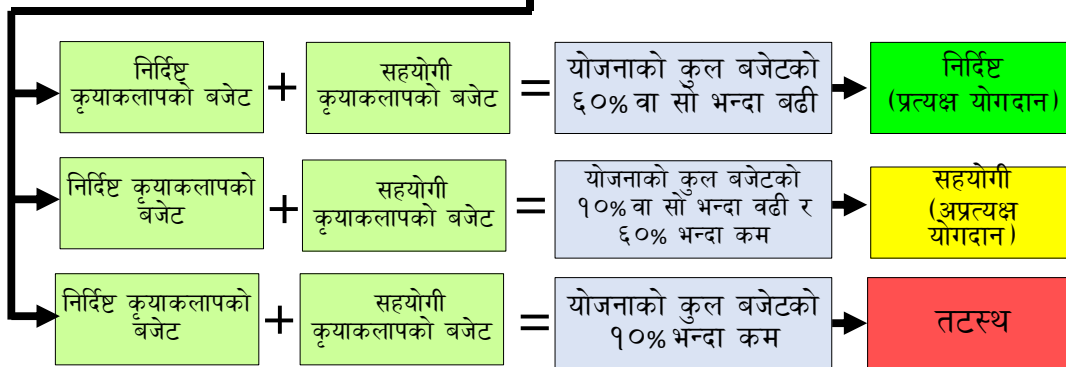 निर्दिष्ट
कृयाकलापको बजेट
+
सहयोगी
कृयाकलापको बजेट
=
योजनाको कुल बजेटको
६०% वा सो भन्दा बढी
निर्दिष्ट
(प्रत्यक्ष योगदान)
निर्दिष्ट कृयाकलापको
बजेट
+
सहयोगी
कृयाकलापको बजेट
=
योजनाको कुल बजेटको
१०% वा सो भन्दा वढी र
६०% भन्दा कम
सहयोगी
(अप्रत्यक्ष
योगदान)
निर्दिष्ट कृयाकलापको
बजेट
+
सहयोगी
कृयाकलापको बजेट
=
योजनाको कुल बजेटको
१०% भन्दा कम
तटस्थ